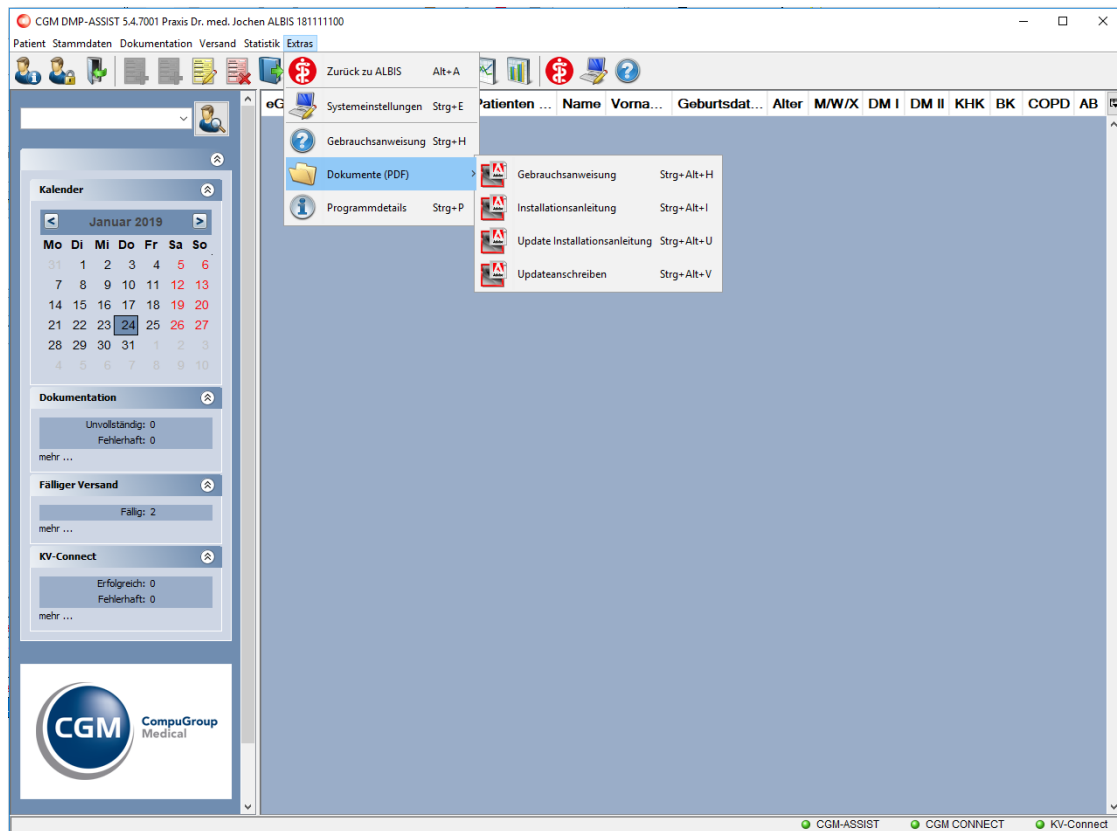 CGM DMP-ASSIST 5.4.7001 Praxis Dr. med. Jochen ALBIS 181111100
Patient Stammdaten Dokumentation Versand Statistik Extras
Zurück zu ALBIS Alt+A
Systemeinstellungen Strg+E
Gebrauchsanweisung Strg+H
Dokumente (PDF)
Programmdetails Strg+P
Gebrauchsanweisung Strg+Alt+H
Installationsanleitung Strg+Alt+I
Update Installationsanleitung Strg+Alt+U
Updateanschreiben Strg+Alt+V
eG Patienten ... Name Vorna... Geburtsdat... Alter M/W/X DM I DM II KHK BK COPD AB
Kalender
< Januar 2019 >
Mo Di Mi Do Fr Sa So
31 1 2 3 4 5 6
7 8 9 10 11 12 13
14 15 16 17 18 19 20
21 22 23 24 25 26 27
28 29 30 31 1 2 3
4 5 6 7 8 9 10
Dokumentation
Unvollständig: 0
Fehlerhaft: 0
mehr ...
Fälliger Versand
Fällig: 2
mehr ...
KV-Connect
Erfolgreich: 0
Fehlerhaft: 0
mehr ...
CGM CompuGroup
Medical
CGM-ASSIST CGM CONNECT KV-Connect